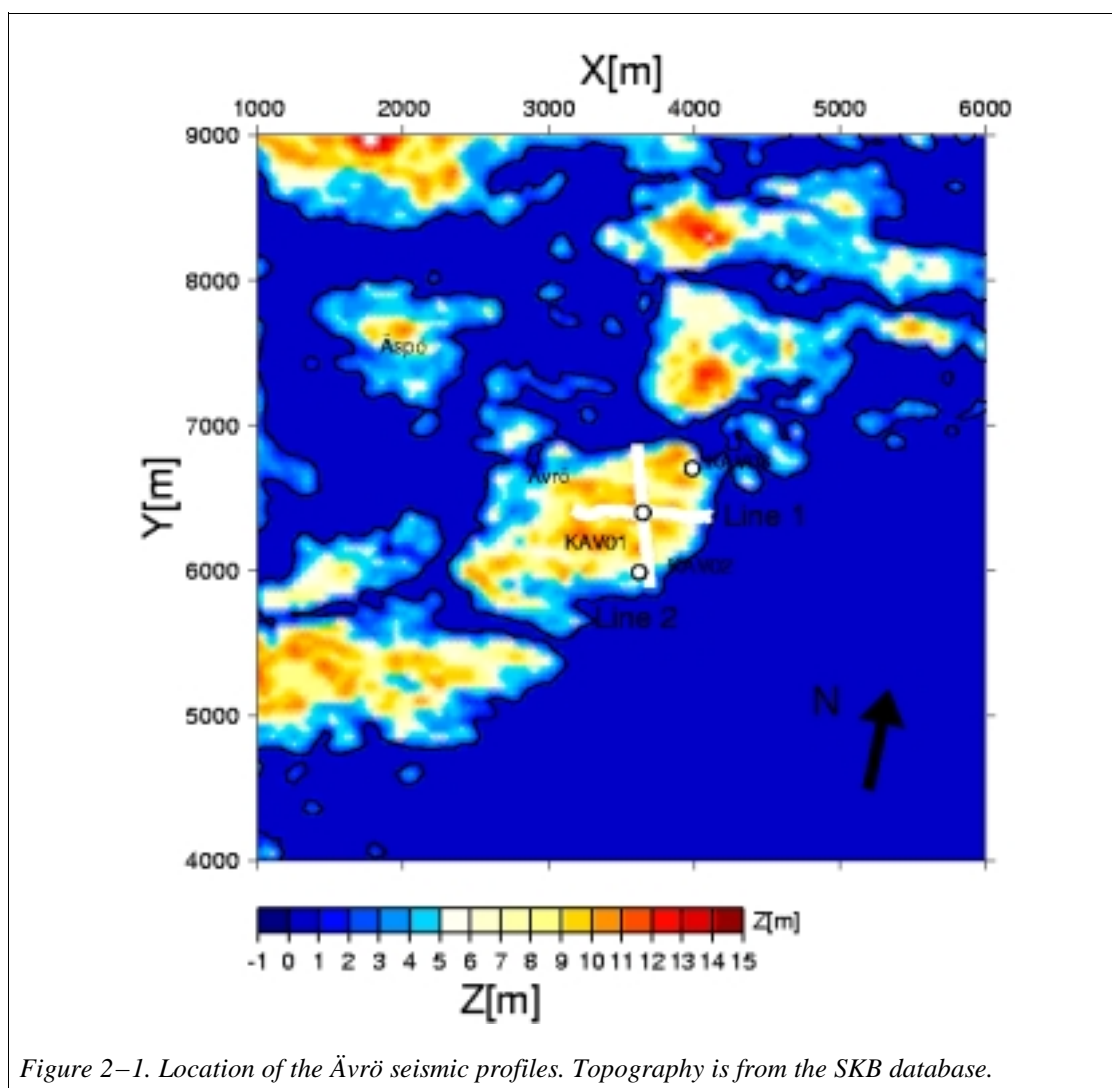 X[m]
1000 2000 3000 4000 5000 6000
9000
8000
Äspö
7000
Ävrö
Y[m]
Line 1
KAV01
6000
KAV02
Line 2
N
5000
4000
Z[m]
-1 0 1 2 3 4 5 6 7 8 9 10 11 12 13 14 15
Z[m]
Figure 2–1. Location of the Ävrö seismic profiles. Topography is from the SKB database.